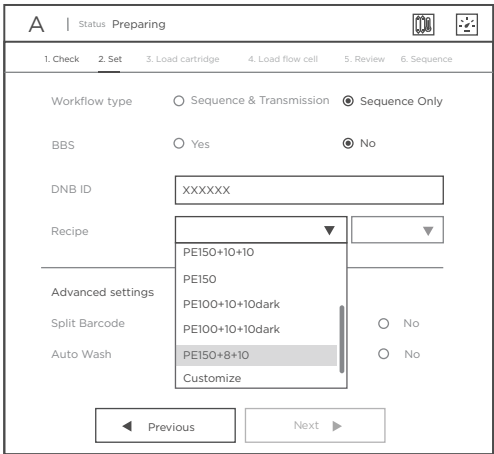 A | Status Preparing
1. Check 2. Set 3. Load cartridge 4. Load flow cell 5. Review 6. Sequence
Workflow type Sequence & Transmission Sequence Only
BBS Yes No
DNB ID XXXXXX
Recipe
PE150+10+10
PE150
Advanced settings
PE100+10+10dark
Split Barcode PE100+10+10dark No
Auto Wash PE150+8+10 No
Customize
Previous Next